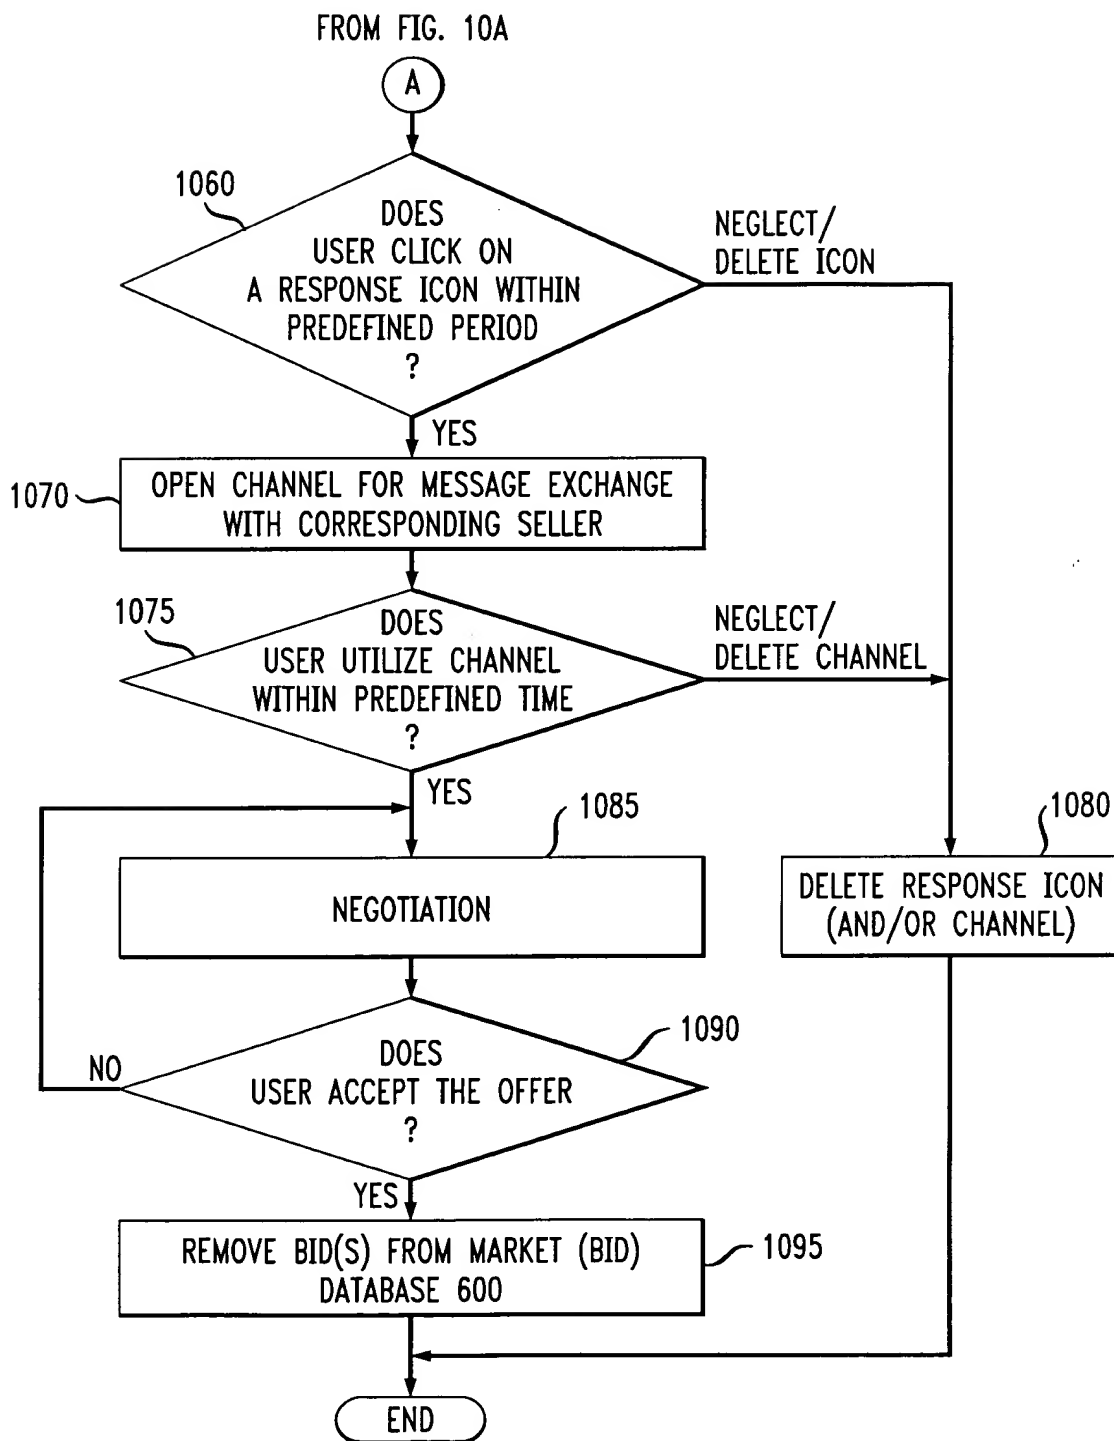 FROM FIG. 10A
A
1060
DOES
USER CLICK ON
A RESPONSE ICON WITHIN
PREDEFINED PERIOD
?
NEGLECT/
DELETE ICON
YES
1070
OPEN CHANNEL FOR MESSAGE EXCHANGE
WITH CORRESPONDING SELLER
1075
DOES
USER UTILIZE CHANNEL
WITHIN PREDEFINED TIME
?
NEGLECT/
DELETE CHANNEL
YES
1085
NEGOTIATION
1080
DELETE RESPONSE ICON
(AND/OR CHANNEL)
1090
DOES
USER ACCEPT THE OFFER
?
NO
YES
REMOVE BID(S) FROM MARKET (BID)
DATABASE 600
1095
END